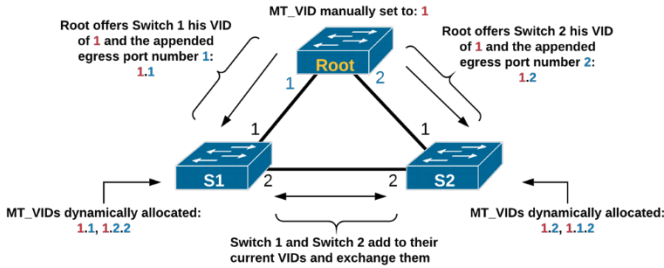 MT_VID manually set to: 1
Root offers Switch 1 his VID
of 1 and the appended
egress port number 1:
1.1
Root offers Switch 2 his VID
of 1 and the appended
egress port number 2:
1.2
Root
1
2
1
1
S1
2
2
S2
MT_VIDs dynamically allocated:
1.1, 1.2.2
MT_VIDs dynamically allocated:
1.2, 1.1.2
Switch 1 and Switch 2 add to their
current VIDs and exchange them